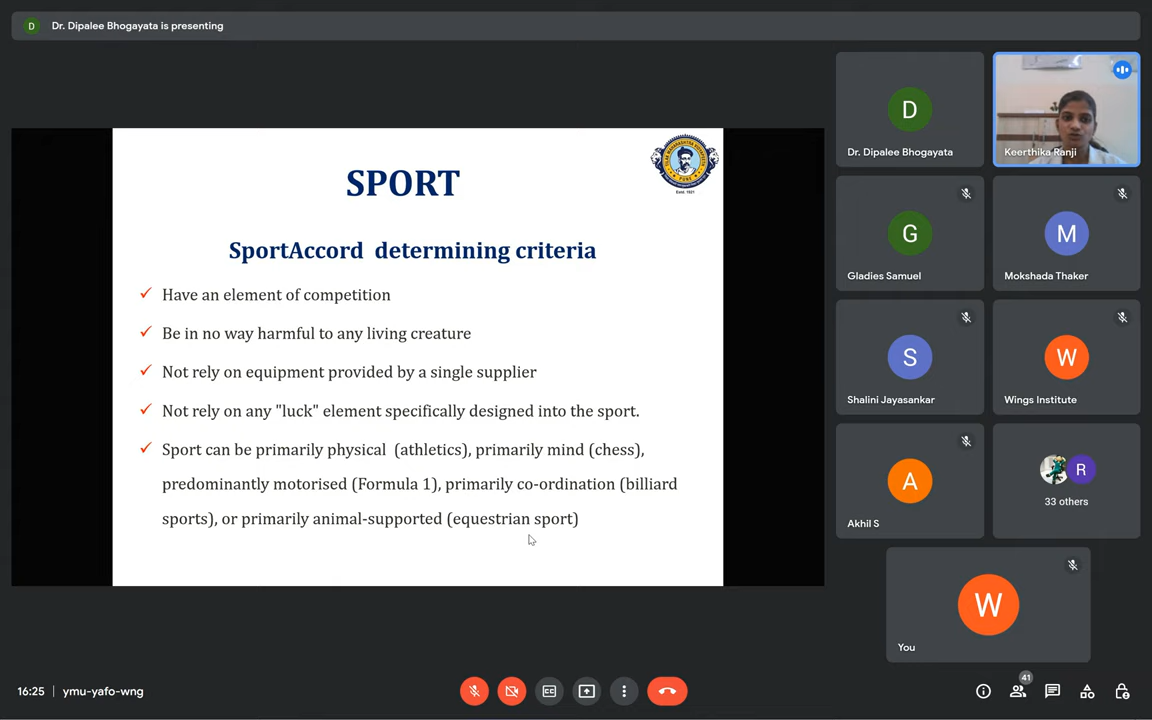 D Dr. Dipalee Bhogayata is presenting
SPORT
SportAccord determining criteria
✓ Have an element of competition
✓ Be in no way harmful to any living creature
✓ Not rely on equipment provided by a single supplier
✓ Not rely on any "luck" element specifically designed into the sport.
✓ Sport can be primarily physical (athletics), primarily mind (chess),
predominantly motorised (Formula 1), primarily co-ordination (billiard
sports), or primarily animal-supported (equestrian sport)
D
Dr. Dipalee Bhogayata
Keerthika Ranji
G
Gladies Samuel
M
Mokshada Thaker
S
Shalini Jayasankar
W
Wings Institute
A
Akhil S
R
33 others
W
You
16:25 | ymu-yafo-wng
CC
41